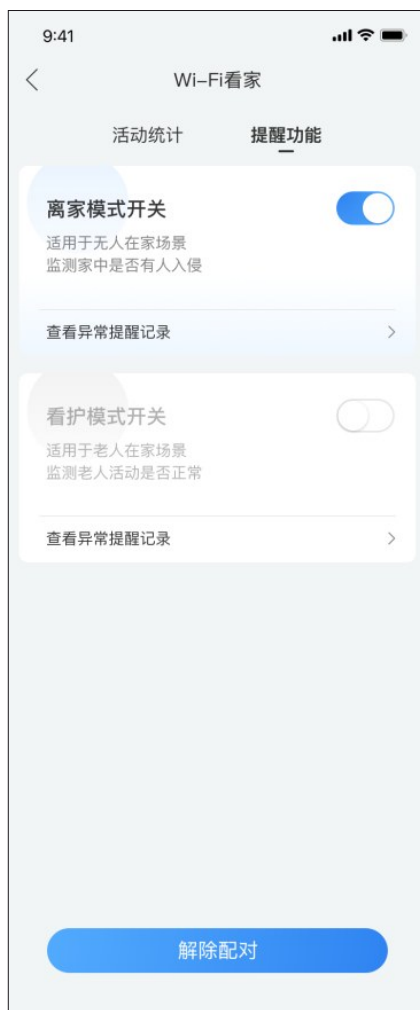 9:41
Wi-Fi看家
活动统计 提醒功能
离家模式开关
适用于无人在家场景
监测家中是否有人入侵
查看异常提醒记录
看护模式开关
适用于老人在家场景
监测老人活动是否正常
查看异常提醒记录
解除配对